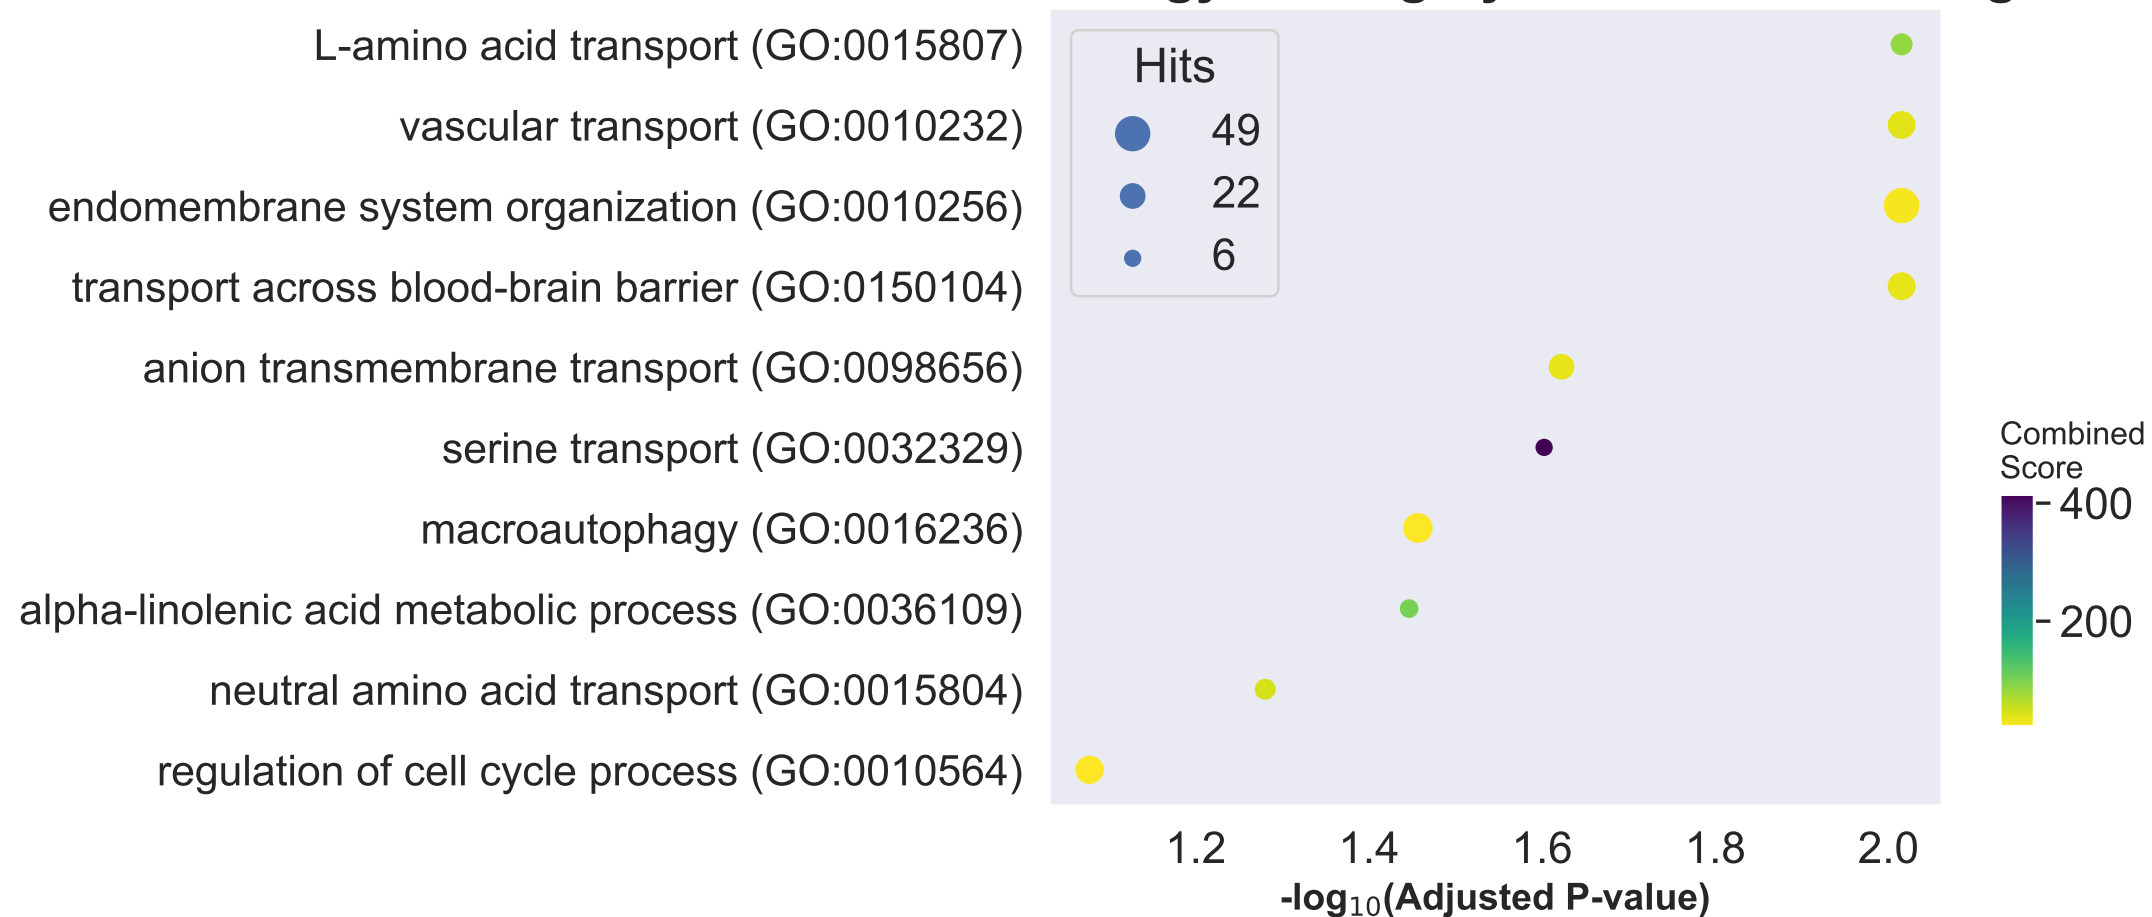 L-amino acid transport (GO:0015807)
vascular transport (GO:0010232)
endomembrane system organization (GO:0010256)
transport across blood-brain barrier (GO:0150104)
anion transmembrane transport (GO:0098656)
serine transport (GO:0032329)
macroautophagy (GO:0016236)
alpha-linolenic acid metabolic process (GO:0036109)
neutral amino acid transport (GO:0015804)
regulation of cell cycle process (GO:0010564)
Hits
49
22
6
Combined
Score
400
200
1.2 1.4 1.6 1.8 2.0
-log10(Adjusted P-value)